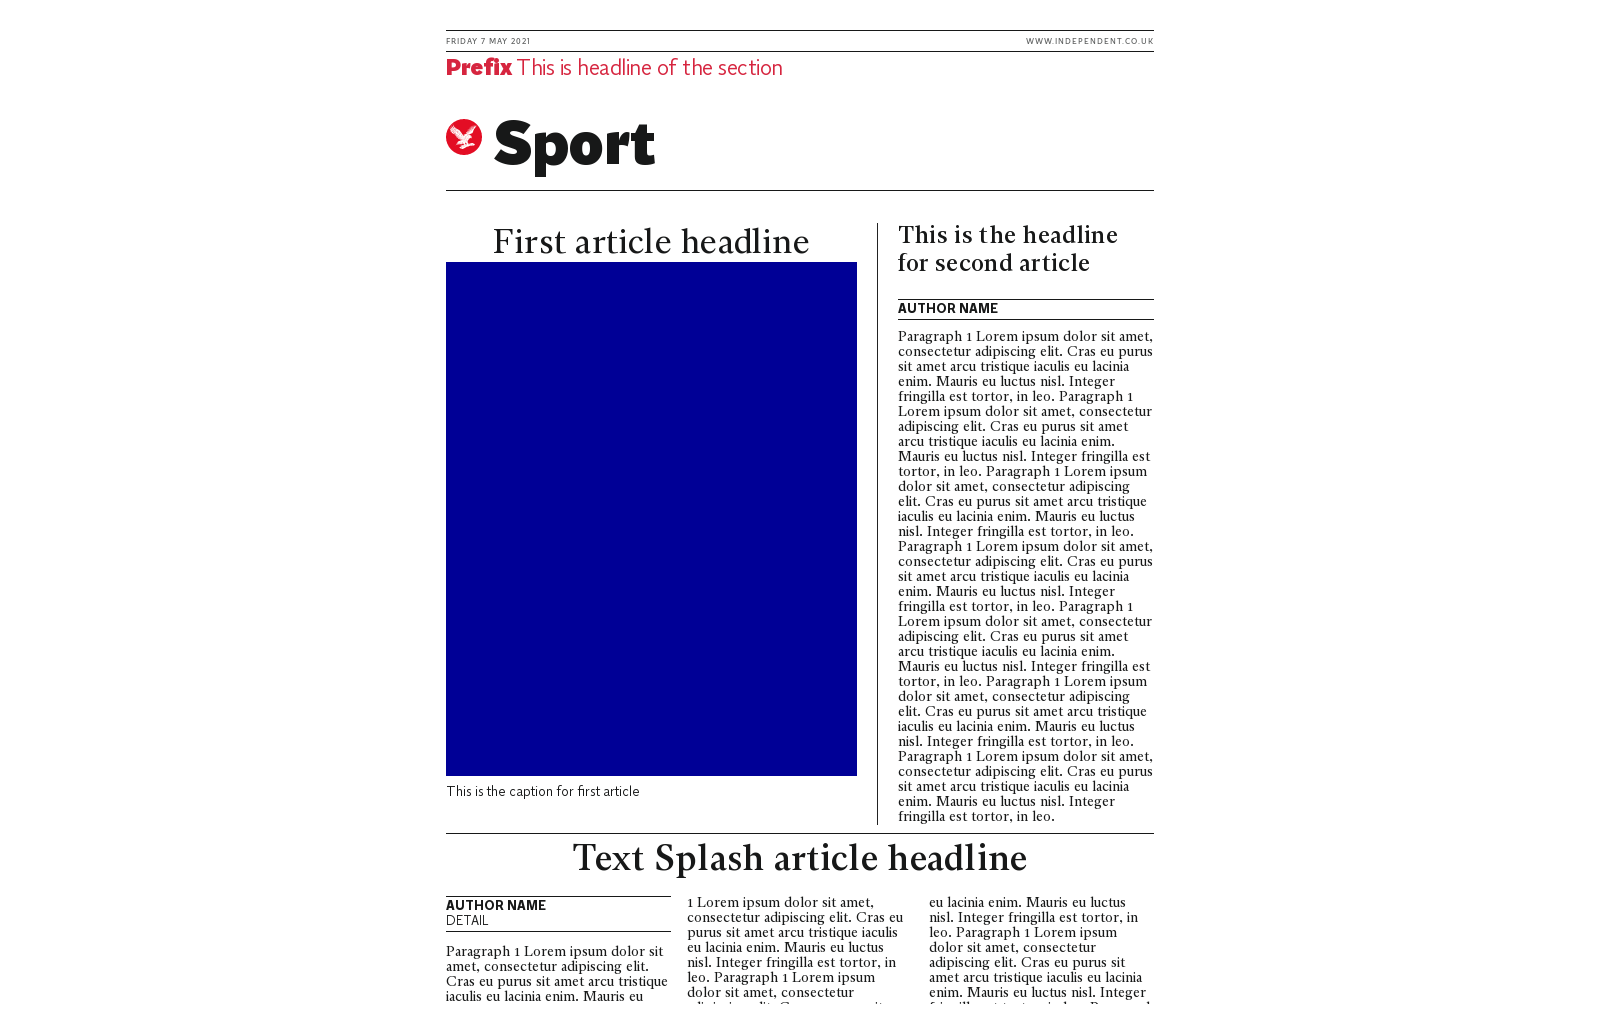 FRIDAY 7 MAY 2021
WWW.INDEPENDENT.CO.UK
Prefix This is headline of the section
Sport
First article headline
This is the caption for first article
This is the headline
for second article
AUTHOR NAME
Paragraph 1 Lorem ipsum dolor sit amet,
consectetur adipiscing elit. Cras eu purus
sit amet arcu tristique iaculis eu lacinia
enim. Mauris eu luctus nisl. Integer
fringilla est tortor, in leo. Paragraph 1
Lorem ipsum dolor sit amet, consectetur
adipiscing elit. Cras eu purus sit amet
arcu tristique iaculis eu lacinia enim.
Mauris eu luctus nisl. Integer fringilla est
tortor, in leo. Paragraph 1 Lorem ipsum
dolor sit amet, consectetur adipiscing
elit. Cras eu purus sit amet arcu tristique
iaculis eu lacinia enim. Mauris eu luctus
nisl. Integer fringilla est tortor, in leo.
Paragraph 1 Lorem ipsum dolor sit amet,
consectetur adipiscing elit. Cras eu purus
sit amet arcu tristique iaculis eu lacinia
enim. Mauris eu luctus nisl. Integer
fringilla est tortor, in leo. Paragraph 1
Lorem ipsum dolor sit amet, consectetur
adipiscing elit. Cras eu purus sit amet
arcu tristique iaculis eu lacinia enim.
Mauris eu luctus nisl. Integer fringilla est
tortor, in leo. Paragraph 1 Lorem ipsum
dolor sit amet, consectetur adipiscing
elit. Cras eu purus sit amet arcu tristique
iaculis eu lacinia enim. Mauris eu luctus
nisl. Integer fringilla est tortor, in leo.
Paragraph 1 Lorem ipsum dolor sit amet,
consectetur adipiscing elit. Cras eu purus
sit amet arcu tristique iaculis eu lacinia
enim. Mauris eu luctus nisl. Integer
fringilla est tortor, in leo.
Text Splash article headline
AUTHOR NAME
DETAIL
Paragraph 1 Lorem ipsum dolor sit
amet, consectetur adipiscing elit.
Cras eu purus sit amet arcu tristique
iaculis eu lacinia enim. Mauris eu
1 Lorem ipsum dolor sit amet,
consectetur adipiscing elit. Cras eu
purus sit amet arcu tristique iaculis
eu lacinia enim. Mauris eu luctus
nisl. Integer fringilla est tortor, in
leo. Paragraph 1 Lorem ipsum
dolor sit amet, consectetur
eu lacinia enim. Mauris eu luctus
nisl. Integer fringilla est tortor, in
leo. Paragraph 1 Lorem ipsum
dolor sit amet, consectetur
adipiscing elit. Cras eu purus sit
amet arcu tristique iaculis eu lacinia
enim. Mauris eu luctus nisl. Integer